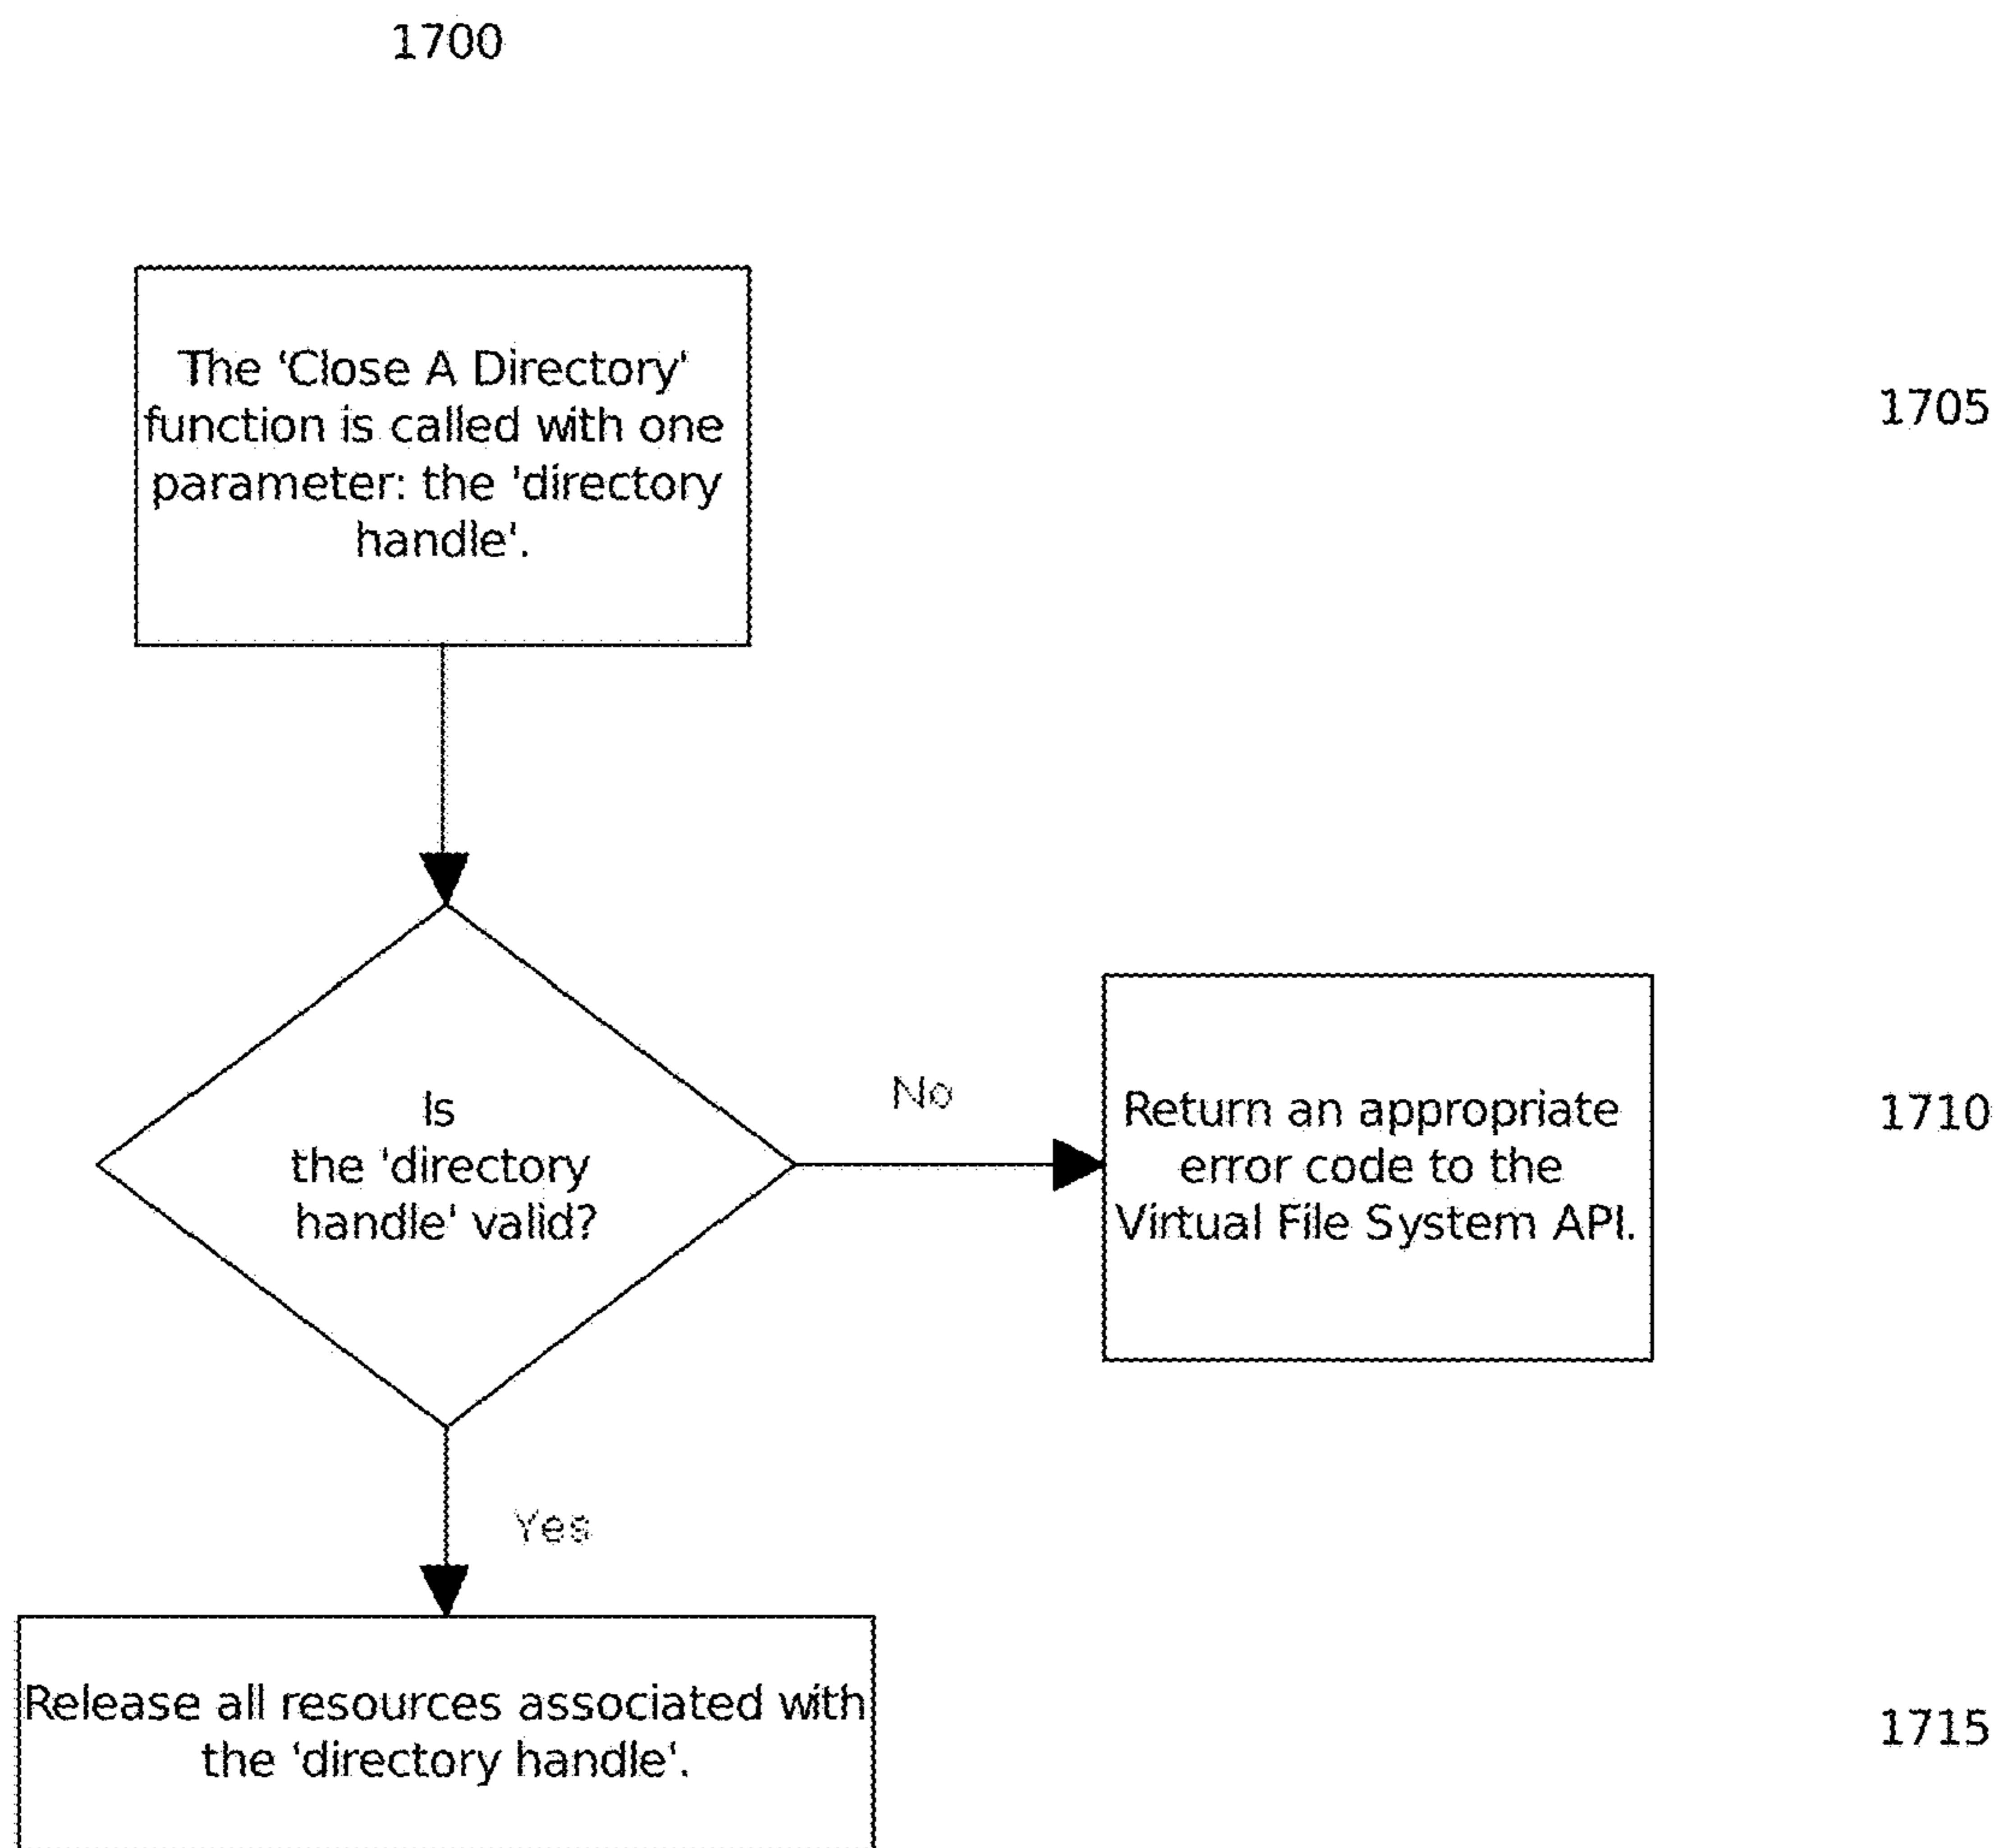 1700
The 'Close A Directory'
function is called with one
parameter: the 'directory
handle'.
1705
Is
the 'directory
handle' valid?
No
Return an appropriate
error code to the
Virtual File System API.
1710
Yes
Release all resources associated with
the 'directory handle'.
1715